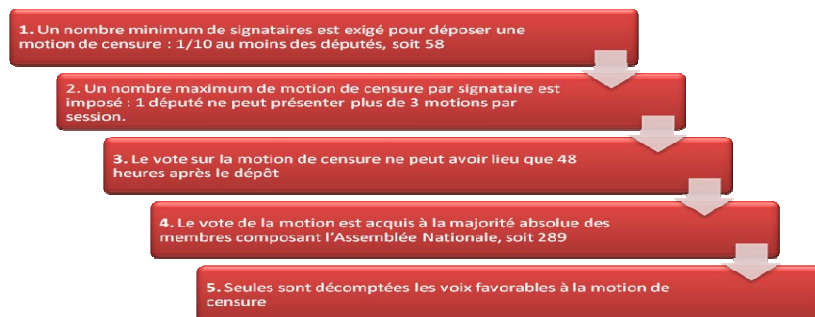 1. Un nombre minimum de signataires est exigé pour déposer une
motion de censure : 1/10 au moins des députés, soit 58
2. Un nombre maximum de motion de censure par signataire est
imposé : 1 député ne peut présenter plus de 3 motions par
session.
3. Le vote sur la motion de censure ne peut avoir lieu que 48
heures après le dépôt
4. Le vote de la motion est acquis à la majorité absolue des
membres composant l'Assemblée Nationale, soit 289
5. Seules sont décomptées les voix favorables à la motion de
censure